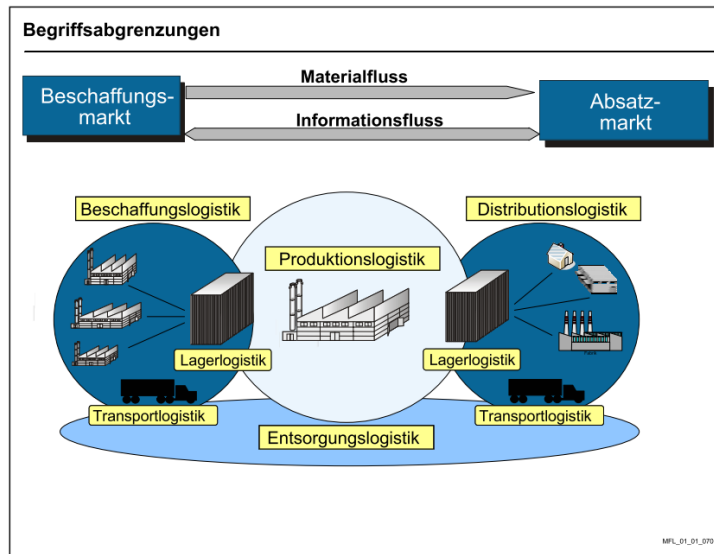 Begriffsabgrenzungen
Beschaffungs-
markt
Materialfluss
Informationsfluss
Absatz-
markt
Beschaffungslogistik
Distributionslogistik
Produktionslogistik
Lagerlogistik
Lagerlogistik
Transportlogistik
Transportlogistik
Entsorgungslogistik
MFL_01_01_070